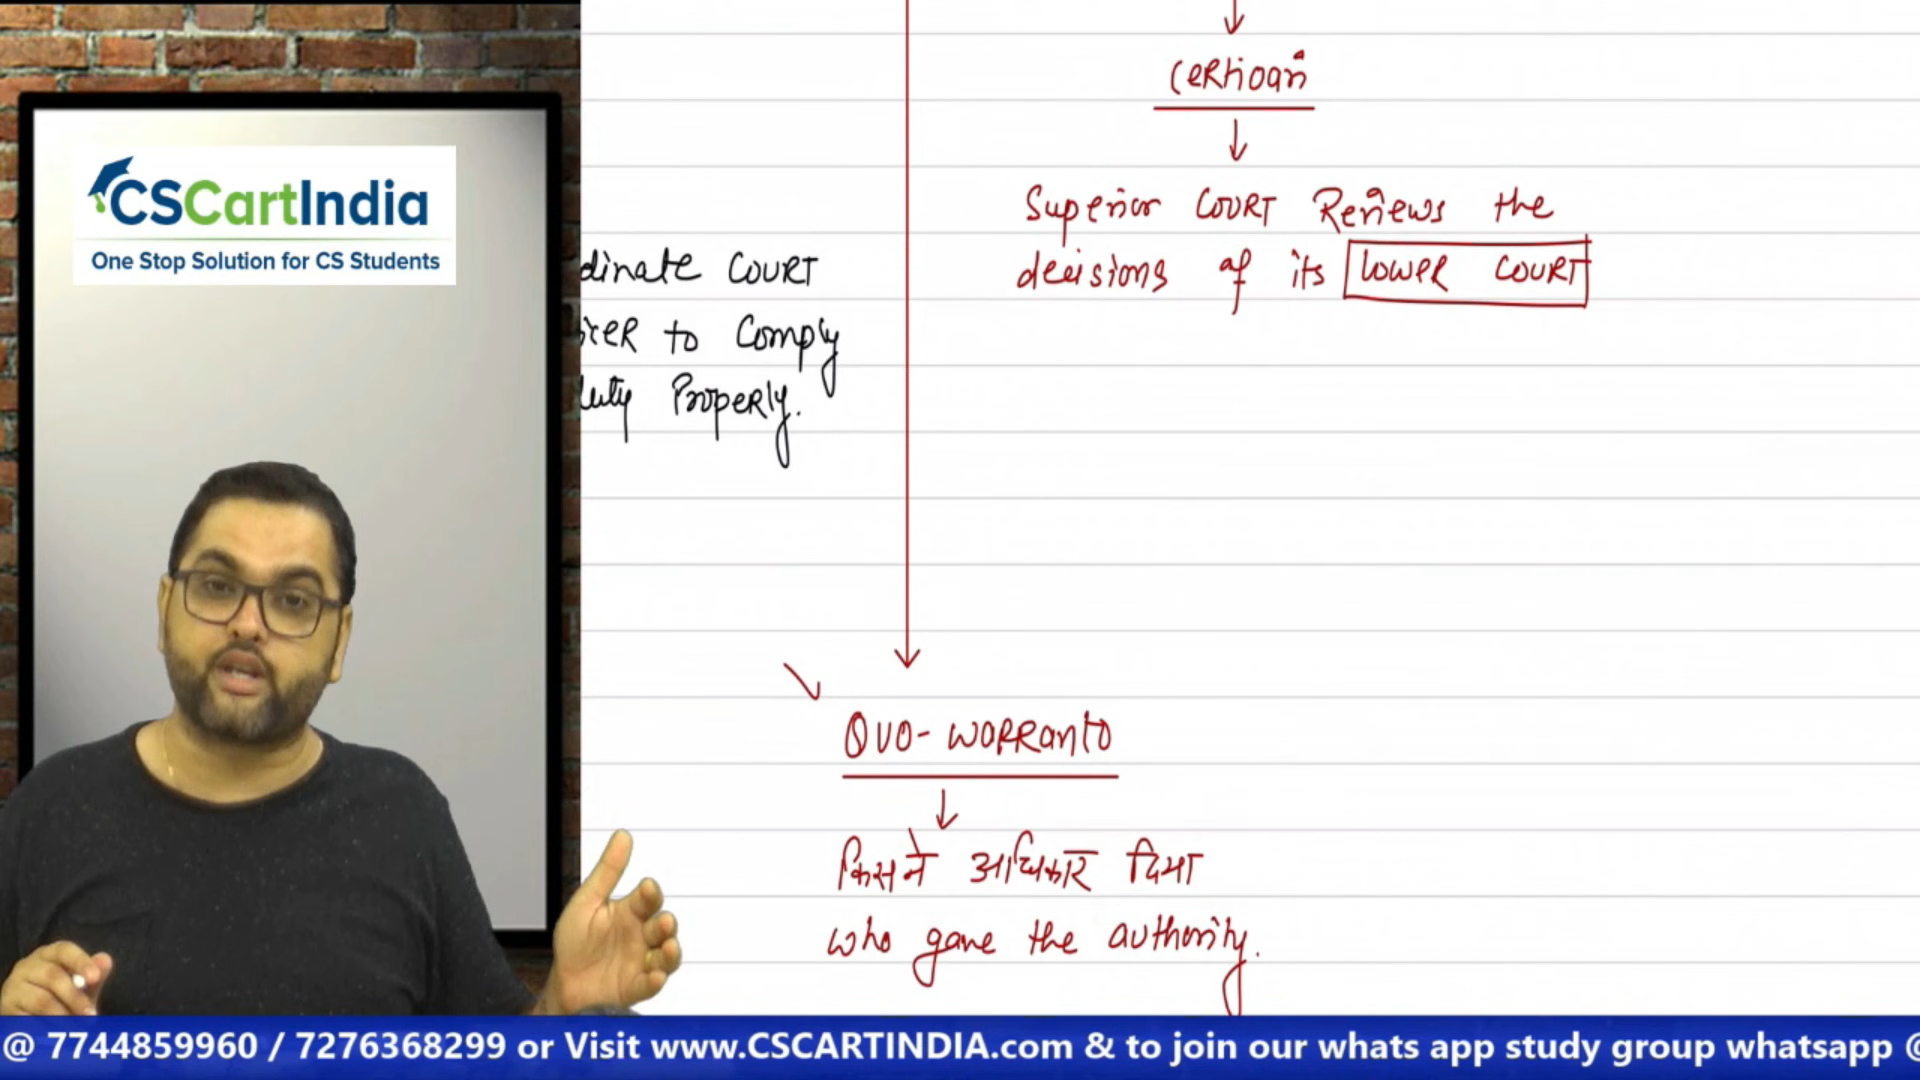 CSCartIndia
One Stop Solution for CS Students
dinate COURT
to Comply
Properly.
Certiorari
Superior COURT Reviews the
decisions of its LOWER COURT
QUO-WARRANTO
किसने अधिकार दिया
who gave the authority.
@ 7744859960 / 7276368299 or Visit www.CSCARTINDIA.com & to join our whats app study group whatsapp @